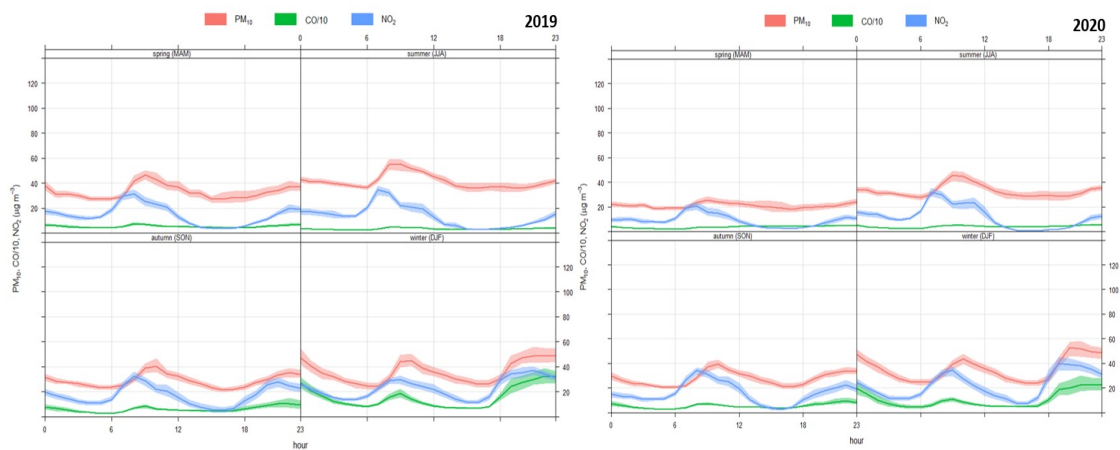 PM₁₀ CO/10 NO₂ 2019
0 6 12 18 23
spring (MAM) summer (JJA)
120
100
80
60
40
20
autumn (SON) winter (DJF)
120
100
80
60
40
20
0 6 12 18 23
hour
PM₁₀, CO/10, NO₂ (µg m⁻³)
PM₁₀ CO/10 NO₂ 2020
0 6 12 18 23
spring (MAM) summer (JJA)
120
100
80
60
40
20
autumn (SON) winter (DJF)
120
100
80
60
40
20
0 6 12 18 23
hour
PM₁₀, CO/10, NO₂ (µg m⁻³)